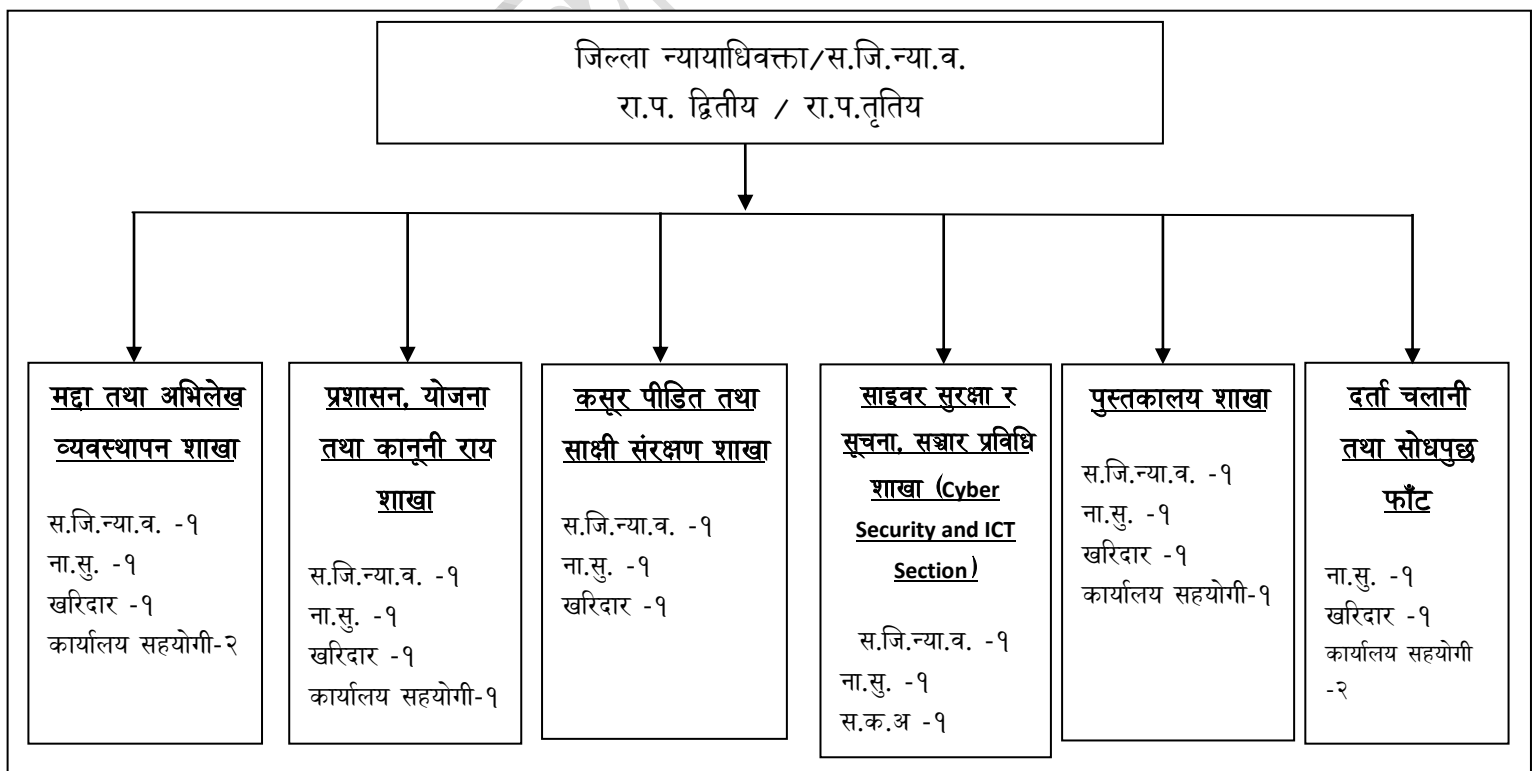 जिल्ला न्यायाधिवक्ता/स.जि.न्या.व.
रा.प. द्वितीय / रा.प.तृतिय
मद्दा तथा अभिलेख
व्यवस्थापन शाखा
स.जि.न्या.व. -१
ना.सु. -१
खरिदार -१
कार्यालय सहयोगी-२
प्रशासन, योजना
तथा कानूनी राय
शाखा
स.जि.न्या.व. -१
ना.सु. -१
खरिदार -१
कार्यालय सहयोगी-१
कसूर पीडित तथा
साक्षी संरक्षण शाखा
स.जि.न्या.व. -१
ना.सु. -१
खरिदार -१
साइवर सुरक्षा र
सूचना, सञ्चार प्रविधि
शाखा (Cyber
Security and ICT
Section)
स.जि.न्या.व. -१
ना.सु. -१
स.क.अ -१
पुस्तकालय शाखा
स.जि.न्या.व. -१
ना.सु. -१
खरिदार -१
कार्यालय सहयोगी-१
दर्ता चलानी
तथा सोधपुछ
फाँट
ना.सु. -१
खरिदार -१
कार्यालय सहयोगी
-२